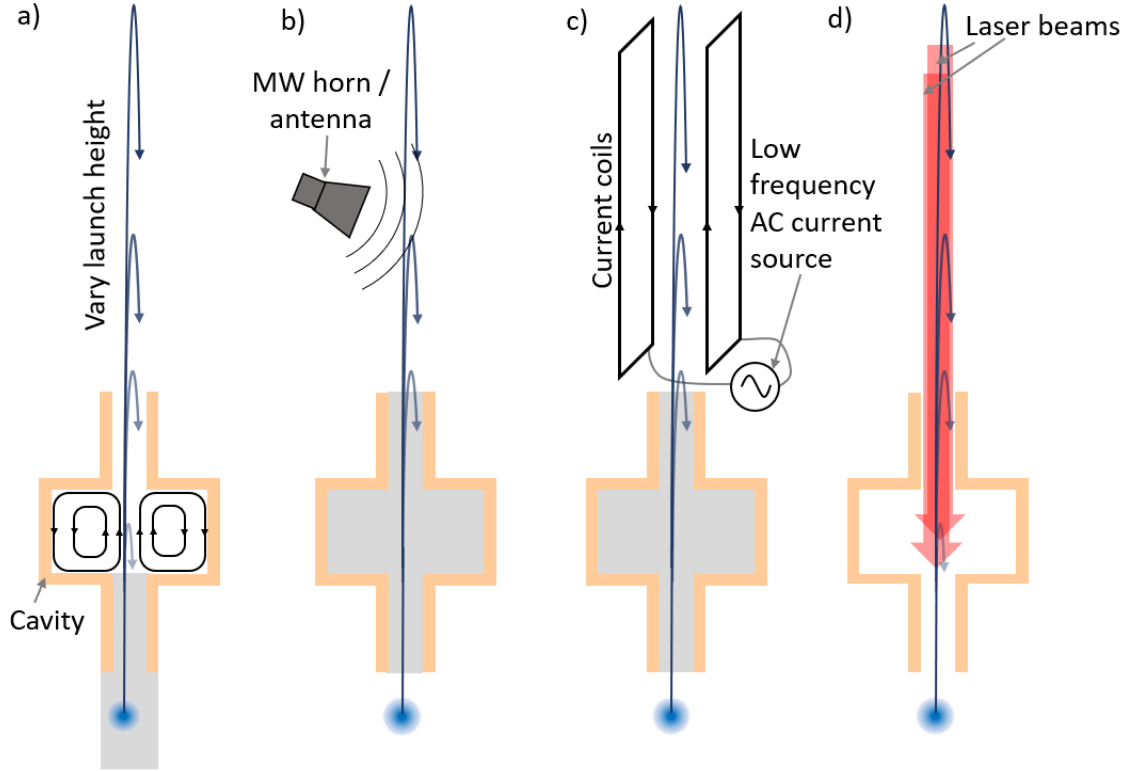 a)
b)
c)
d)
Laser beams
MW horn /
antenna
Vary launch height
Current coils
Low
frequency
AC current
source
Cavity